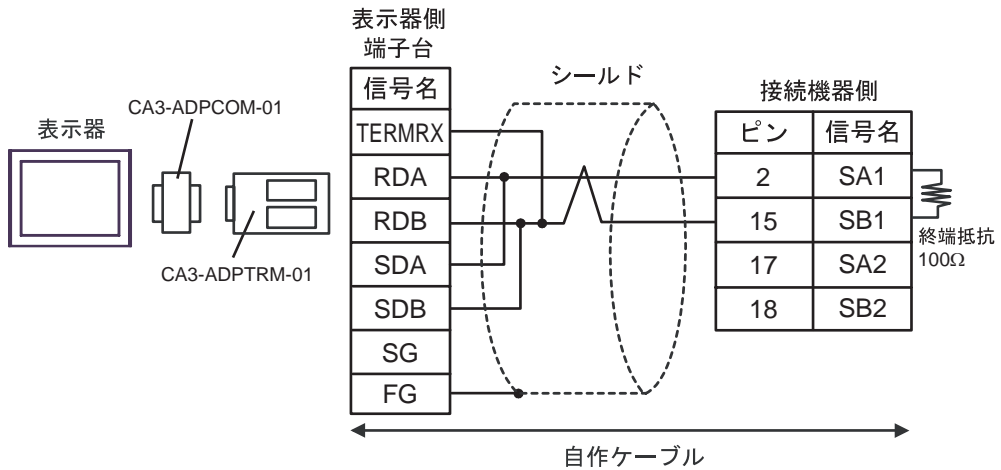 表示器側
端子台
シールド
接続機器側
CA3-ADPCOM-01
表示器
CA3-ADPTRM-01
信号名
TERMRX
RDA
RDB
SDA
SDB
SG
FG
ピン 信号名
2 SA1
15 SB1
17 SA2
18 SB2
終端抵抗
100Ω
自作ケーブル